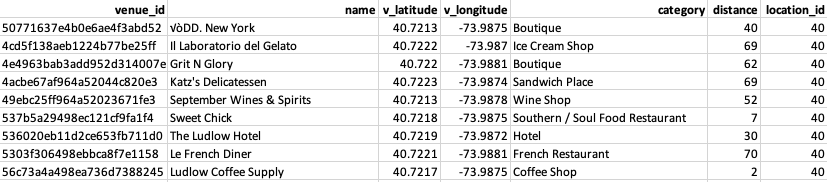 venue_id name v_latitude v_longitude category distance location_id
50771637e4b0e6ae4f3abd52 √òDD. New York 40.7213 -73.9875 Boutique 40 40
4cd5f138aeb1224b77be25ff Il Laboratorio del Gelato 40.7222 -73.987 Ice Cream Shop 69 40
4e4963bab3add952d314007e Grit N Glory 40.722 -73.9881 Boutique 62 40
4acbe67af964a52044c820e3 Katz's Delicatessen 40.7223 -73.9874 Sandwich Place 69 40
49ebc25ff964a52023671fe3 September Wines & Spirits 40.7213 -73.9878 Wine Shop 52 40
537b5a29498ec121cf9fa1f4 Sweet Chick 40.7218 -73.9875 Southern / Soul Food Restaurant 7 40
536020eb11d2ce653fb711d0 The Ludlow Hotel 40.7219 -73.9872 Hotel 30 40
5303f306498ebbca8f7e1158 Le French Diner 40.7221 -73.9881 French Restaurant 70 40
56c73a4a498ea736d7388245 Ludlow Coffee Supply 40.7217 -73.9875 Coffee Shop 2 40